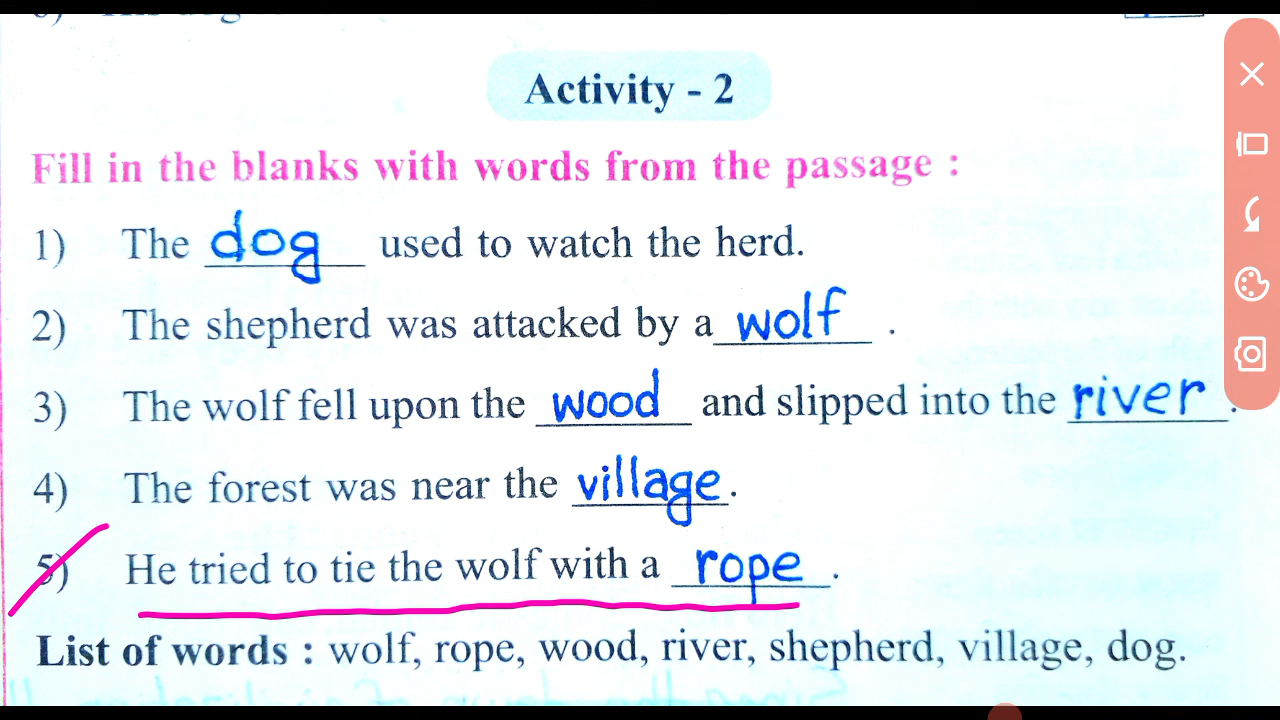 Activity - 2
Fill in the blanks with words from the passage :
1) The dog used to watch the herd.
2) The shepherd was attacked by a wolf .
3) The wolf fell upon the wood and slipped into the river.
4) The forest was near the village.
5) He tried to tie the wolf with a rope.
List of words : wolf, rope, wood, river, shepherd, village, dog.